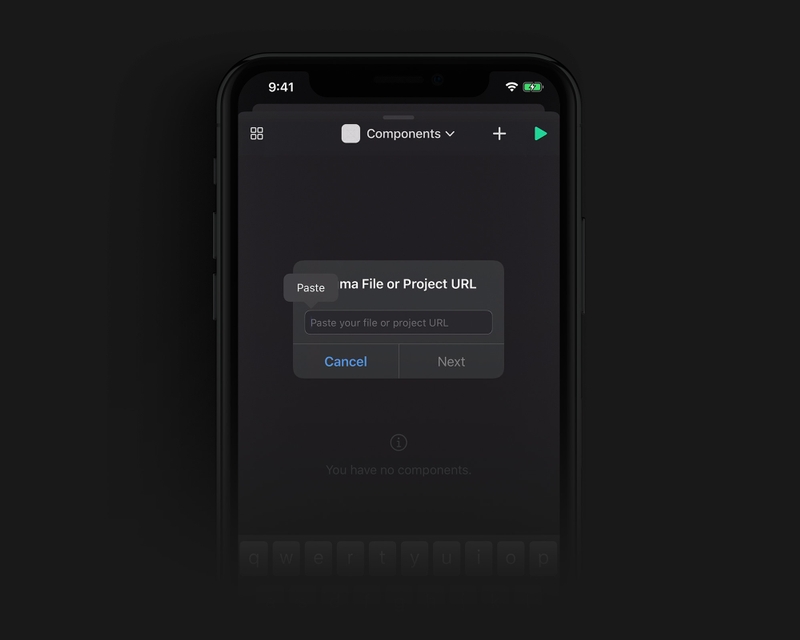 9:41
Components
ma File or Project URL
Paste
Paste your file or project URL
Cancel
Next
You have no components.
q w e r t y u i o p